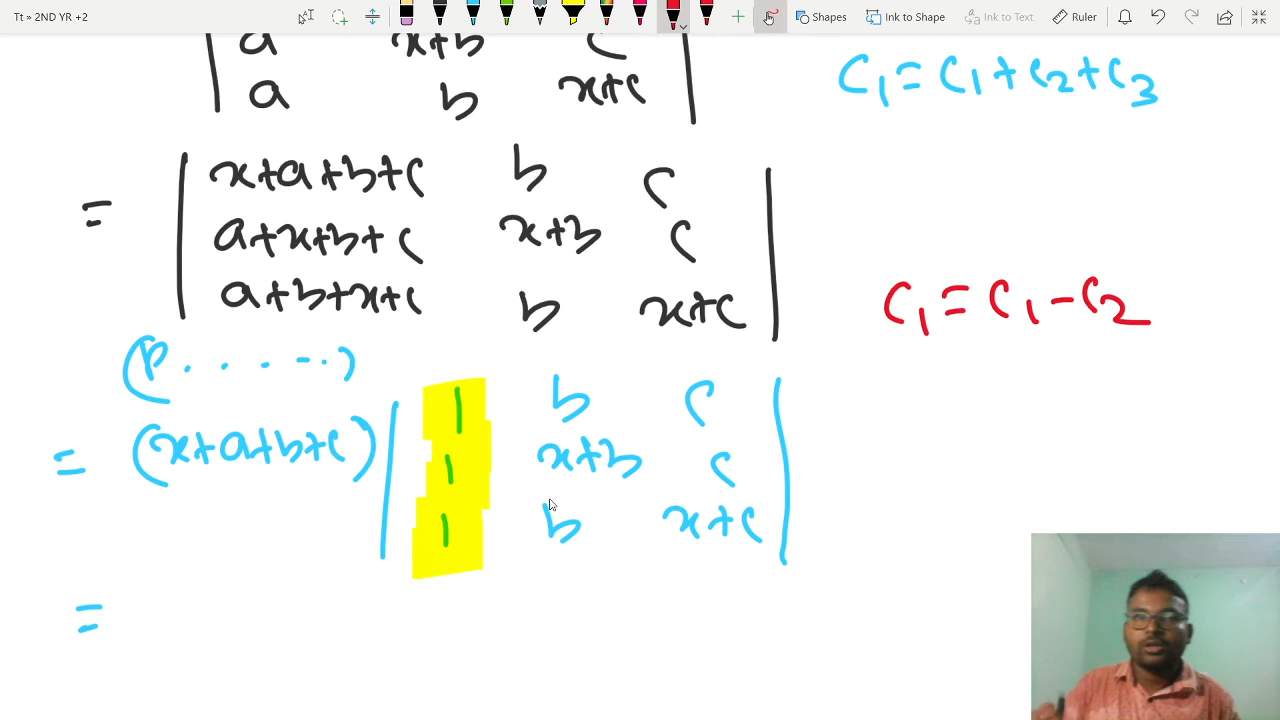 Tt » 2ND YR +2
Shapes Ink to Shape Ink to Text Ruler
a x+b c
a b x+c
C1 = C1 + C2 + C3
x+a+b+c b c
= a+x+b+c x+b c
a+b+x+c b x+c
C1 = C1 - C2
(P.....)
1 b c
= (x+a+b+c) 1 x+b c
1 b x+c
=